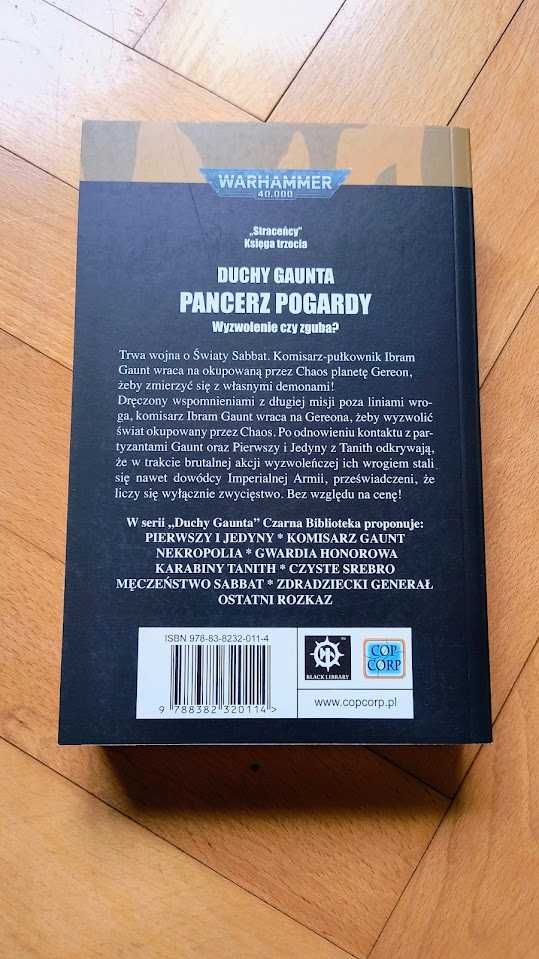 WARHAMMER
40,000
„Straceńcy”
Księga trzecia
DUCHY GAUNTA
PANCERZ POGARDY
Wyzwolenie czy zguba?
Trwa wojna o Światy Sabbat. Komisarz-pułkownik Ibram
Gaunt wraca na okupowaną przez Chaos planetę Gereon,
żeby zmierzyć się z własnymi demonami!
Dręczony wspomnieniami z długiej misji poza liniami wro-
ga, komisarz Ibram Gaunt wraca na Gereona, żeby wyzwolić
świat okupowany przez Chaos. Po odnowieniu kontaktu z par-
tyzantami Gaunt oraz Pierwszy i Jedyny z Tanith odkrywają,
że w trakcie brutalnej akcji wyzwoleńczej ich wrogiem stali
się nawet dowódcy Imperialnej Armii, przeświadczeni, że
liczy się wyłącznie zwycięstwo. Bez względu na cenę!
W serii „Duchy Gaunta” Czarna Biblioteka proponuje:
PIERWSZY I JEDYNY * KOMISARZ GAUNT
NEKROPOLIA * GWARDIA HONOROWA
KARABINY TANITH * CZYSTE SREBRO
MĘCZEŃSTWO SABBAT * ZDRADZIECKI GENERAŁ
OSTATNI ROZKAZ
ISBN 978-83-8232-011-4
9 788382 320114 >
BLACK LIBRARY
COP
CORP
www.copcorp.pl